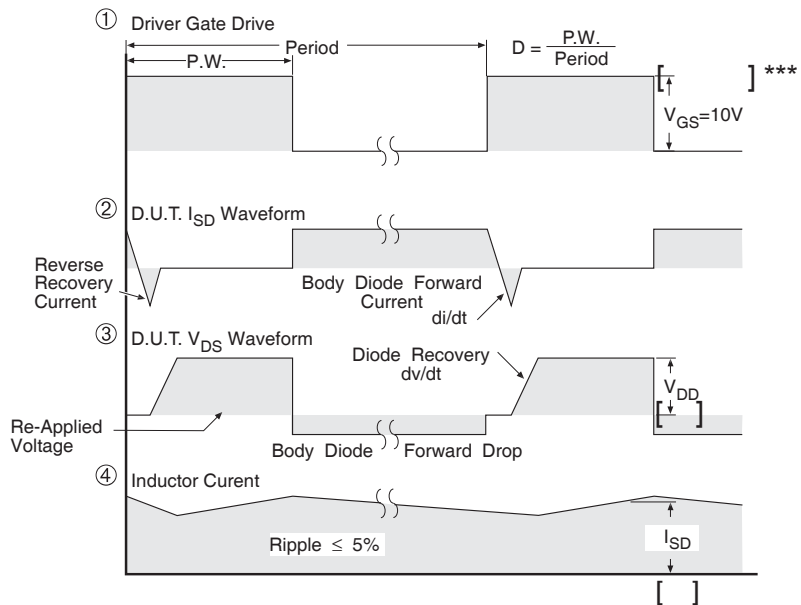 ① Driver Gate Drive
Period
P.W.
D = P.W. / Period
[ ] ***
V_GS=10V
② D.U.T. I_SD Waveform
Reverse
Recovery
Current
Body Diode Forward
Current
di/dt
③ D.U.T. V_DS Waveform
Diode Recovery
dv/dt
V_DD
[ ]
Re-Applied
Voltage
Body Diode Forward Drop
④ Inductor Curent
Ripple ≤ 5%
I_SD
[ ]